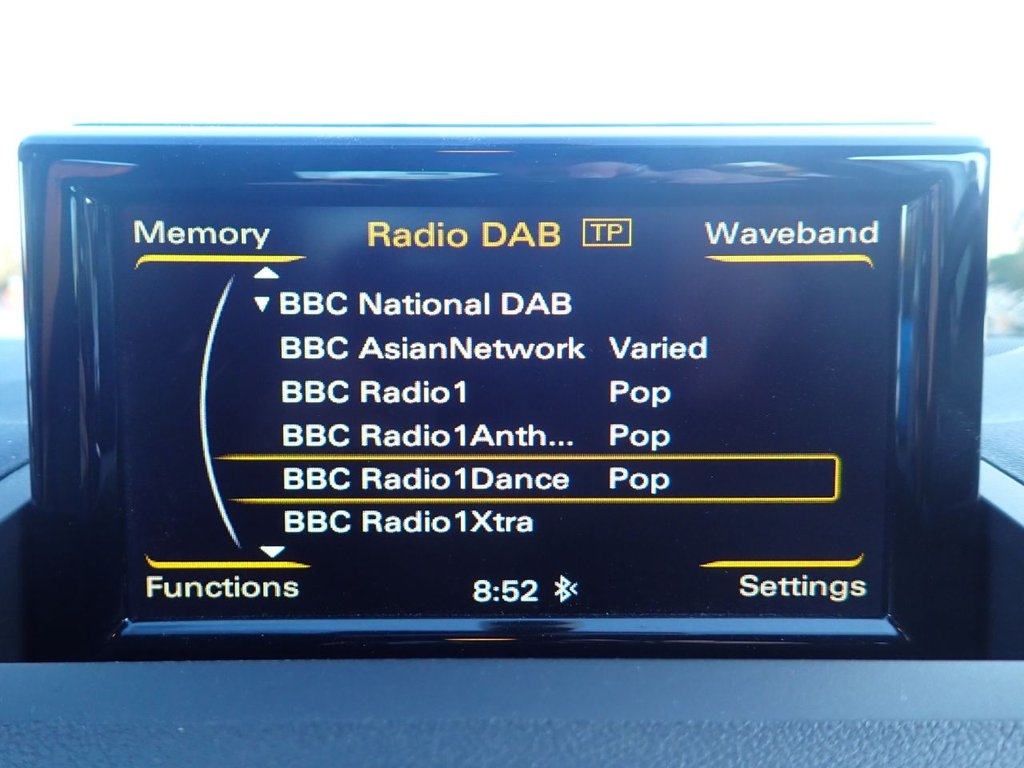 Memory Radio DAB TP Waveband
BBC National DAB
BBC AsianNetwork Varied
BBC Radio1 Pop
BBC Radio1Anth... Pop
BBC Radio1Dance Pop
BBC Radio1Xtra
Functions 8:52 Settings